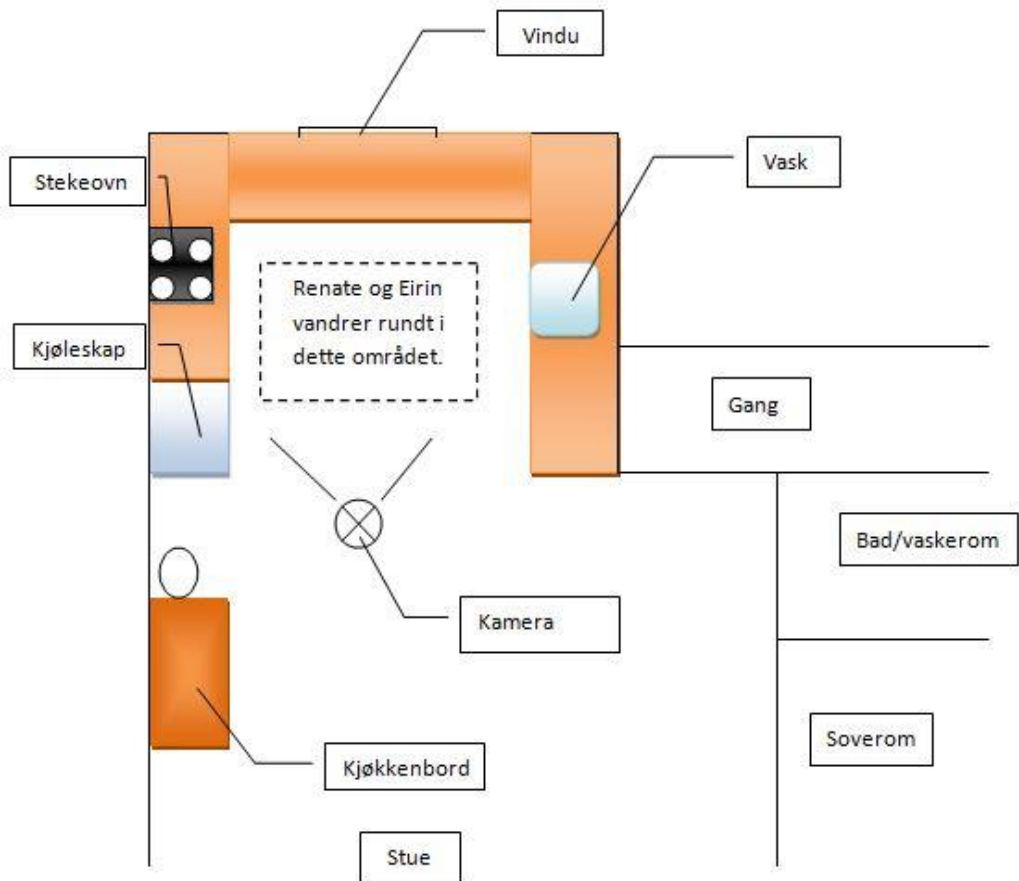 Vindu
Vask
Stekeovn
Renate og Eirin
vandrer rundt i
dette området.
Kjøleskap
Gang
Bad/vaskerom
Kamera
Soverom
Kjøkkenbord
Stue